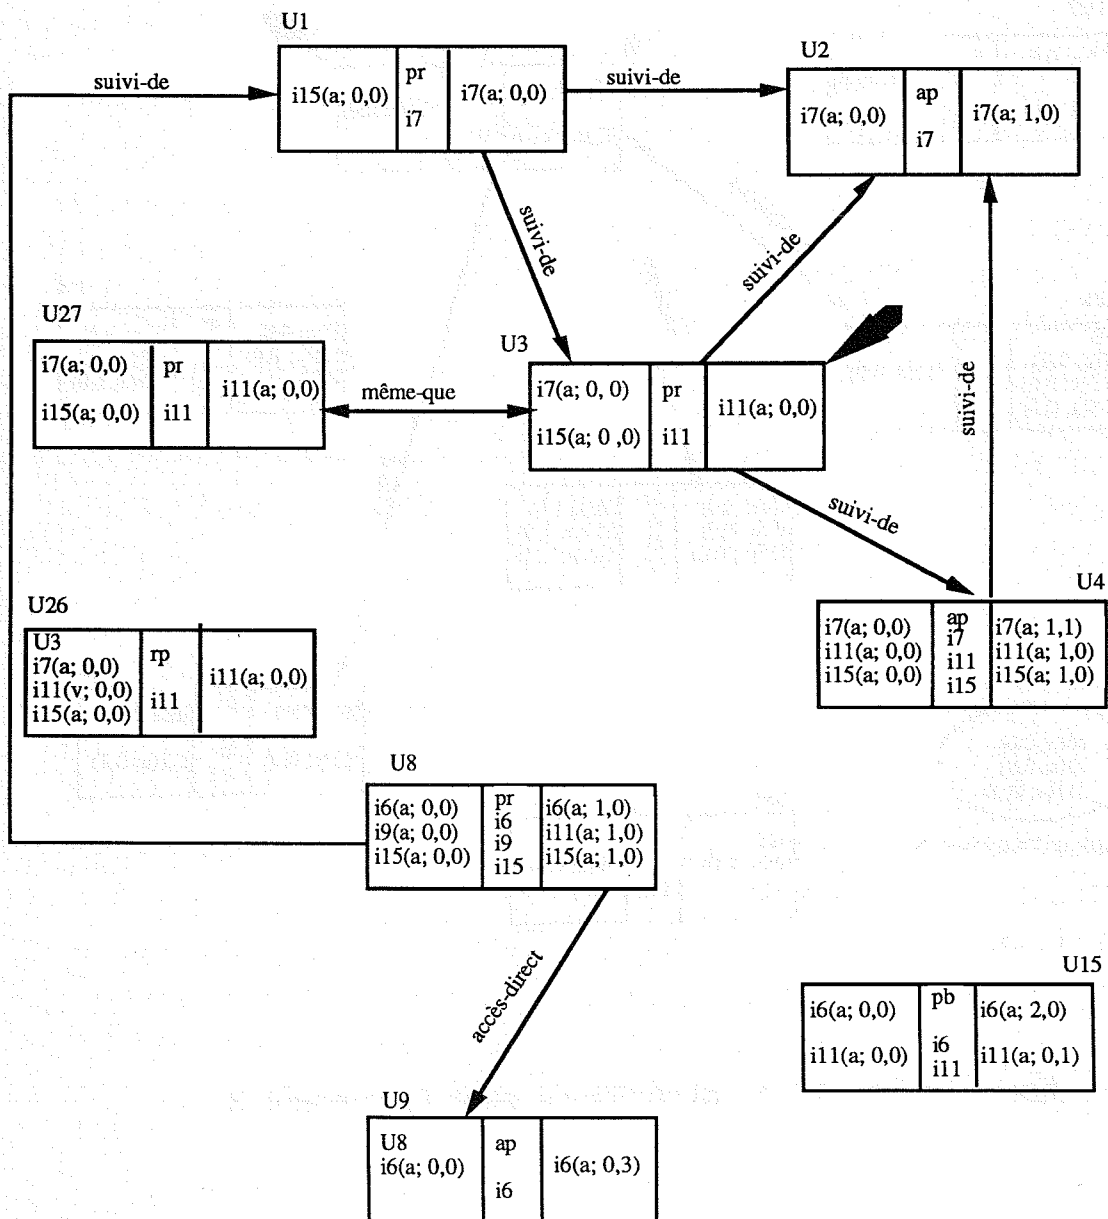 U1
suivi-de
i15(a; 0,0)
pr
i7
i7(a; 0,0)
suivi-de
U2
i7(a; 0,0)
ap
i7
i7(a; 1,0)
suivi-de
suivi-de
suivi-de
U27
i7(a; 0,0)
i15(a; 0,0)
pr
i11
i11(a; 0,0)
même-que
U3
i7(a; 0, 0)
i15(a; 0 ,0)
pr
i11
i11(a; 0,0)
suivi-de
U4
i7(a; 0,0)
i11(a; 0,0)
i15(a; 0,0)
ap
i7
i11
i15
i7(a; 1,1)
i11(a; 1,0)
i15(a; 1,0)
U26
U3
i7(a; 0,0)
i11(v; 0,0)
i15(a; 0,0)
rp
i11
i11(a; 0,0)
U8
i6(a; 0,0)
i9(a; 0,0)
i15(a; 0,0)
pr
i6
i9
i15
i6(a; 1,0)
i11(a; 1,0)
i15(a; 1,0)
accès-direct
U15
i6(a; 0,0)
i11(a; 0,0)
pb
i6
i11
i6(a; 2,0)
i11(a; 0,1)
U9
U8
i6(a; 0,0)
ap
i6
i6(a; 0,3)